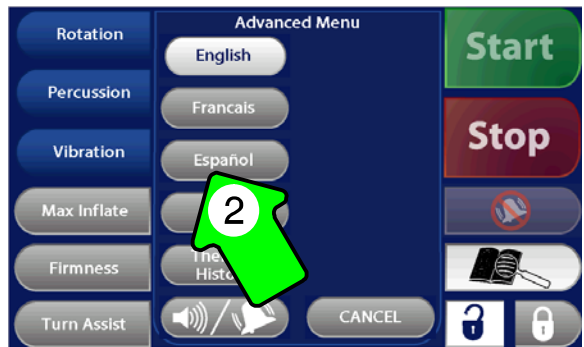 Advanced Menu
Rotation
Percussion
Vibration
Max Inflate
Firmness
Turn Assist
English
Francais
Español
2
CANCEL
Start
Stop